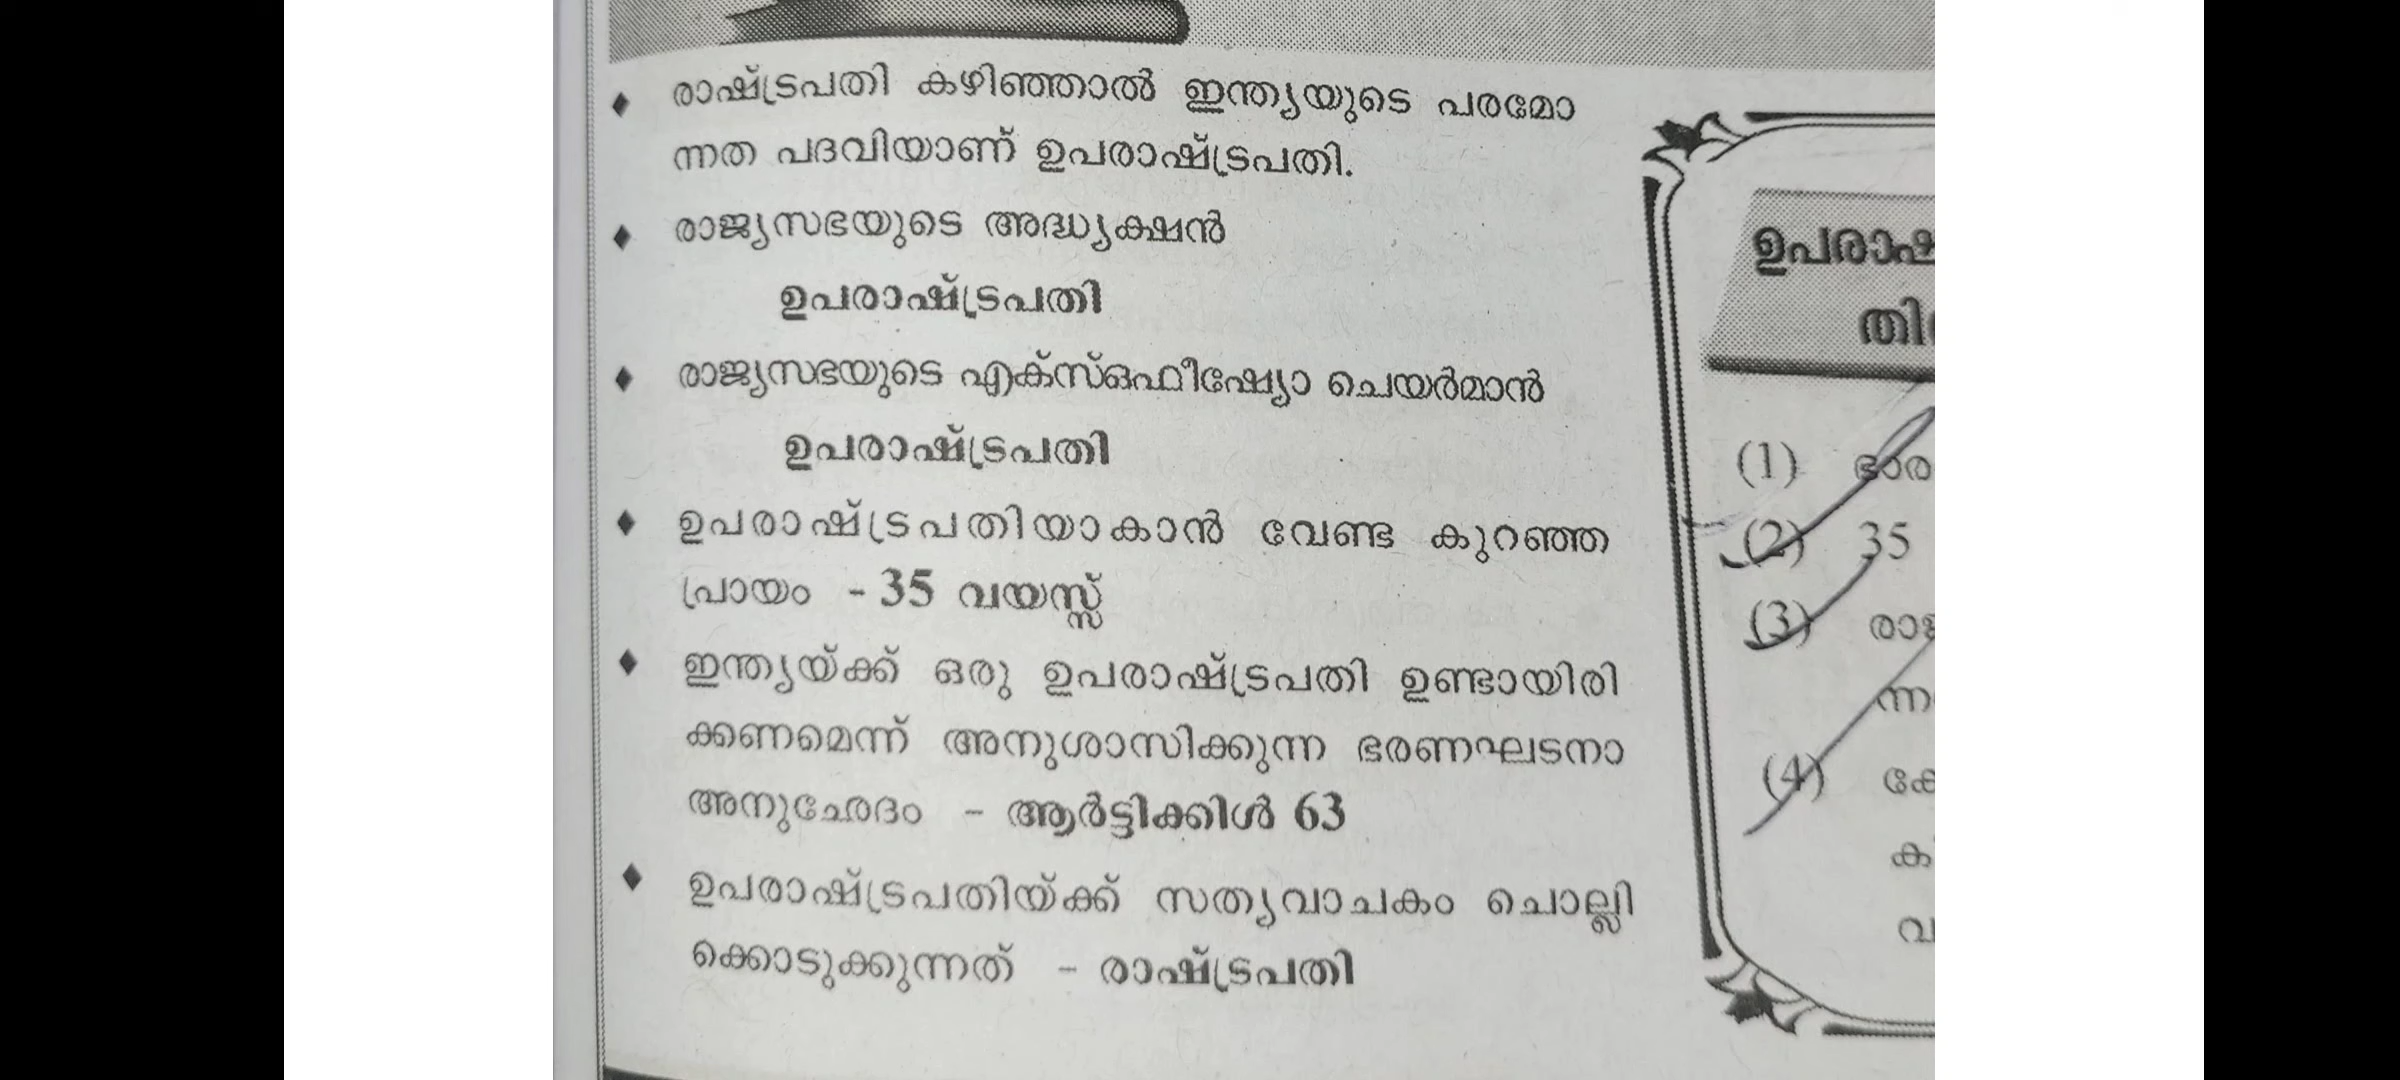 രാഷ്ട്രപതി കഴിഞ്ഞാൽ ഇന്ത്യയുടെ പരമോ
ന്നത പദവിയാണ് ഉപരാഷ്ട്രപതി.
രാജ്യസഭയുടെ അദ്ധ്യക്ഷൻ
ഉപരാഷ്ട്രപതി
രാജ്യസഭയുടെ എക്സ്ഒഫീഷ്യോ ചെയർമാൻ
ഉപരാഷ്ട്രപതി
ഉപരാഷ്ട്രപതിയാകാൻ വേണ്ട കുറഞ്ഞ
പ്രായം - 35 വയസ്സ്
ഇന്ത്യയ്ക്ക് ഒരു ഉപരാഷ്ട്രപതി ഉണ്ടായിരി
ക്കണമെന്ന് അനുശാസിക്കുന്ന ഭരണഘടനാ
അനുഛേദം - ആർട്ടിക്കിൾ 63
ഉപരാഷ്ട്രപതിയ്ക്ക് സത്യവാചകം ചൊല്ലി
ക്കൊടുക്കുന്നത് - രാഷ്ട്രപതി
(1)
(2) 35
(3)
(4)